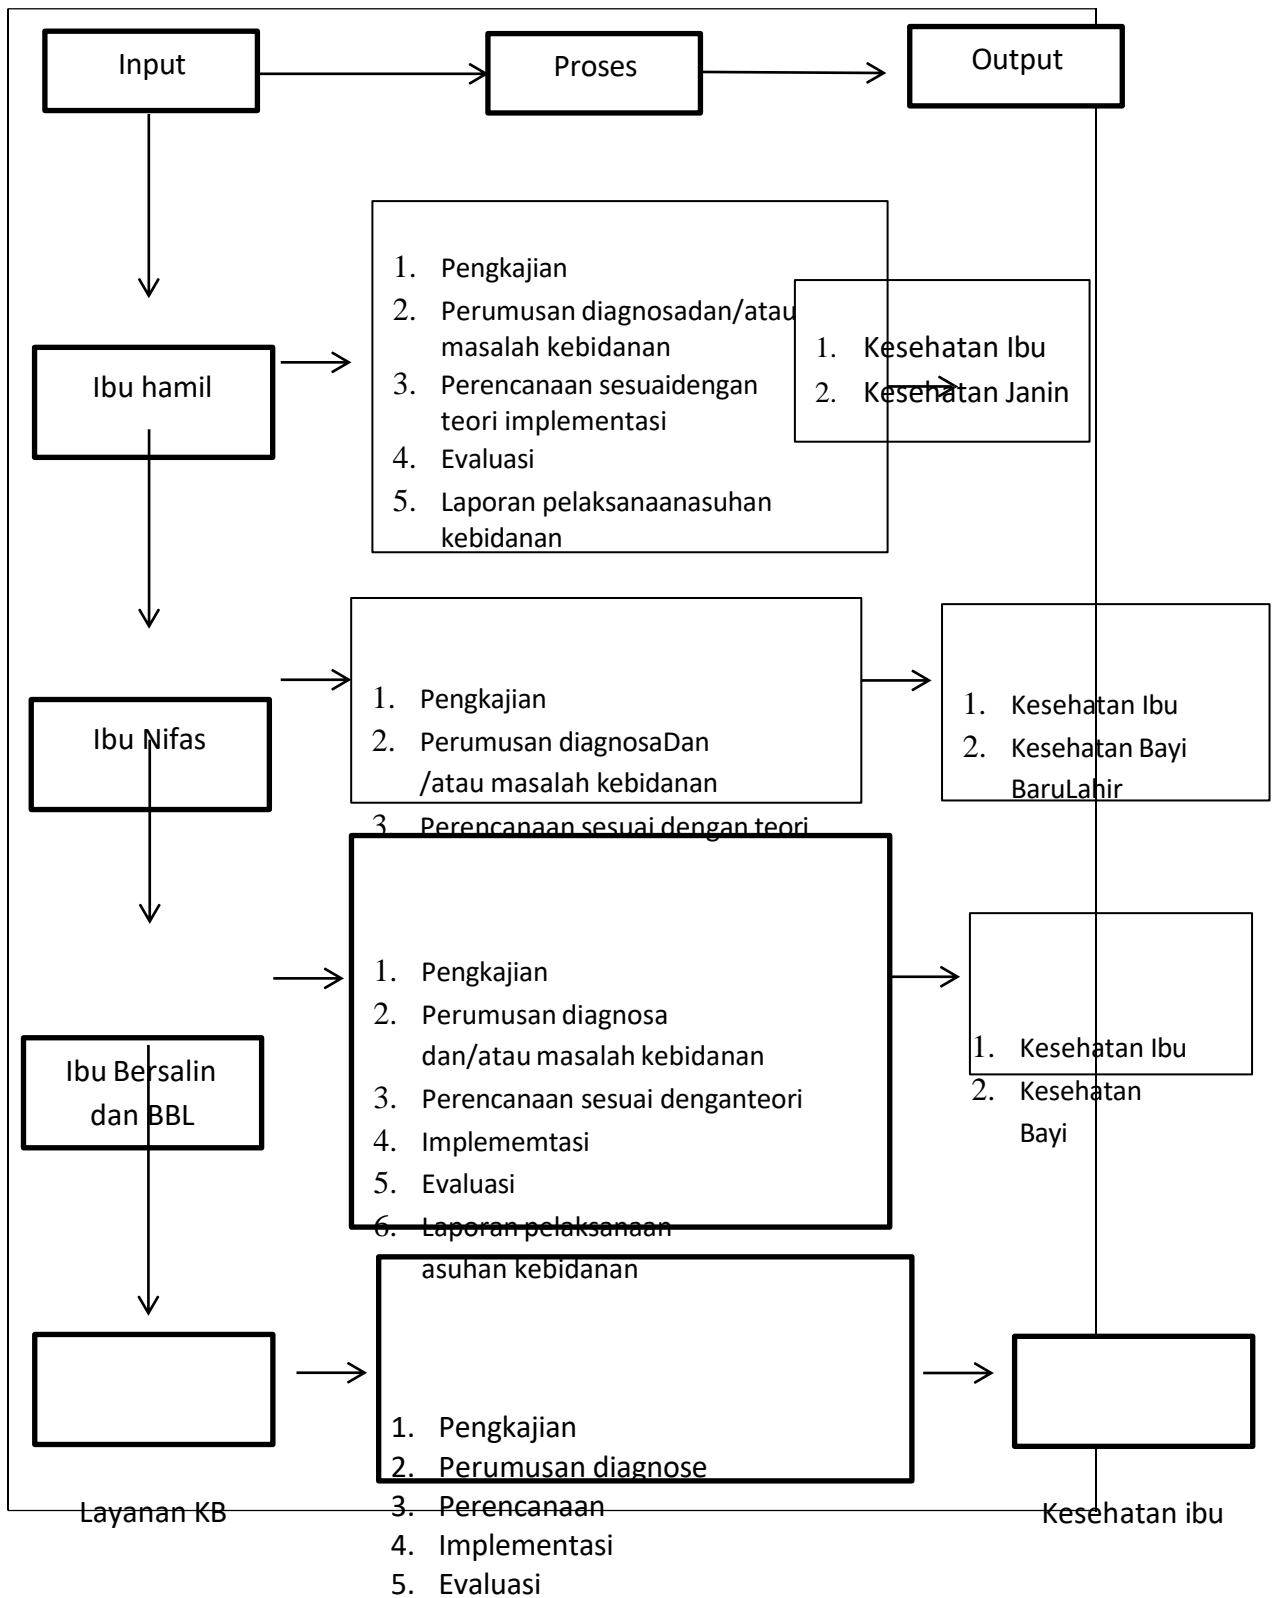 Input
Proses
Output
1. Pengkajian
2. Perumusan diagnosadan/atau
masalah kebidanan
3. Perencanaan sesuaidengan
teori implementasi
4. Evaluasi
5. Laporan pelaksanaanasuhan
kebidanan
Ibu hamil
1. Kesehatan Ibu
2. Kesehatan Janin
Ibu Nifas
1. Pengkajian
2. Perumusan diagnosaDan
/atau masalah kebidanan
3. Perencanaan sesuai dengan teori
1. Kesehatan Ibu
2. Kesehatan Bayi
BaruLahir
Ibu Bersalin
dan BBL
1. Pengkajian
2. Perumusan diagnosa
dan/atau masalah kebidanan
3. Perencanaan sesuai denganteori
4. Implememtasi
5. Evaluasi
6. Laporan pelaksanaan
asuhan kebidanan
1. Kesehatan Ibu
2. Kesehatan
Bayi
Layanan KB
1. Pengkajian
2. Perumusan diagnose
3. Perencanaan
4. Implementasi
5. Evaluasi
Kesehatan ibu